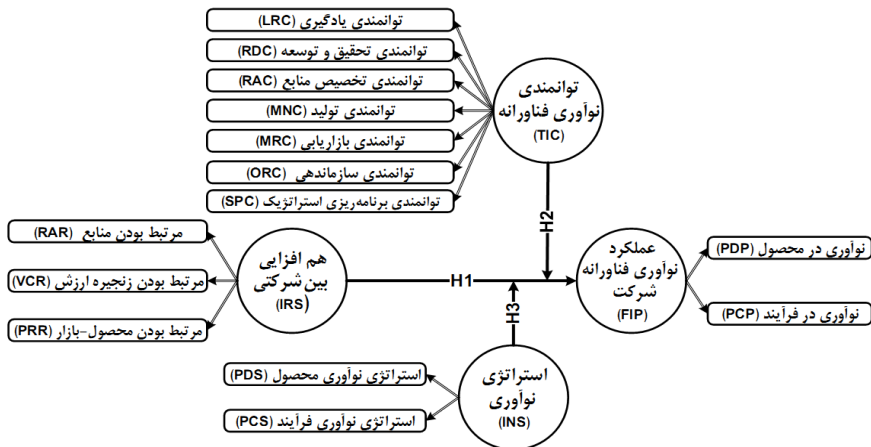 توانمندی یادگیری (LRC)
توانمندی تحقیق و توسعه (RDC)
توانمندی تخصیص منابع (RAC)
توانمندی تولید (MNC)
توانمندی بازاریابی (MRC)
توانمندی سازماندهی (ORC)
توانمندی برنامه‌ریزی استراتژیک (SPC)
توانمندی
نوآوری فناورانه
(TIC)
H2
مرتبط بودن منابع (RAR)
مرتبط بودن زنجیره ارزش (VCR)
مرتبط بودن محصول-بازار (PRR)
هم افزایی
بین شرکتی
(IRS)
H1
عملکرد
نوآوری فناورانه
شرکت
(FIP)
نوآوری در محصول (PDP)
نوآوری در فرآیند (PCP)
H3
استراتژی نوآوری محصول (PDS)
استراتژی نوآوری فرآیند (PCS)
استراتژی
نوآوری
(INS)